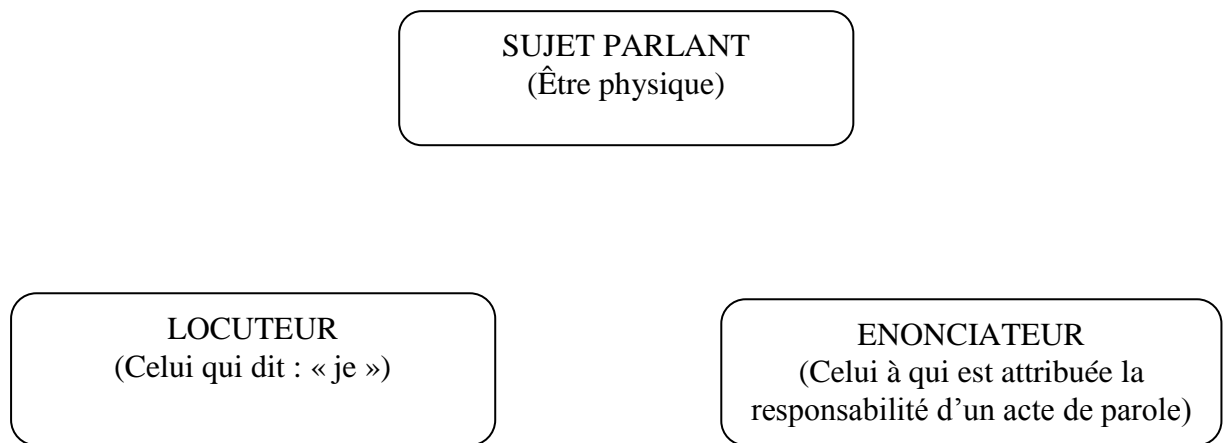 SUJET PARLANT
(Être physique)
LOCUTEUR
(Celui qui dit : « je »)
ENONCIATEUR
(Celui à qui est attribuée la
responsabilité d’un acte de parole)